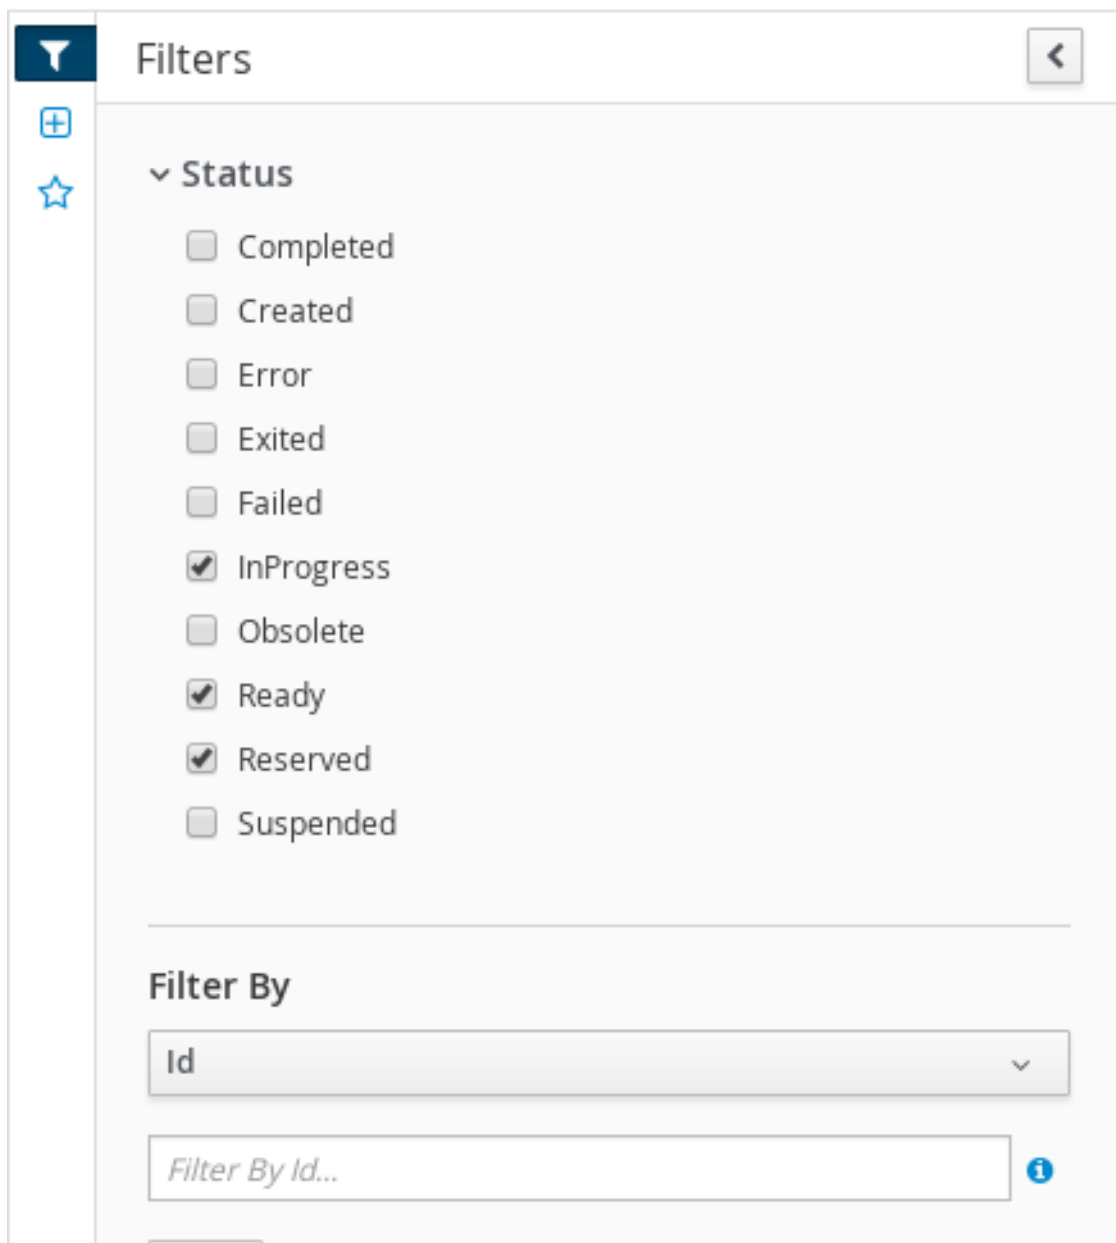 Filters
Status
Completed
Created
Error
Exited
Failed
InProgress
Obsolete
Ready
Reserved
Suspended
Filter By
Id
Filter By Id...